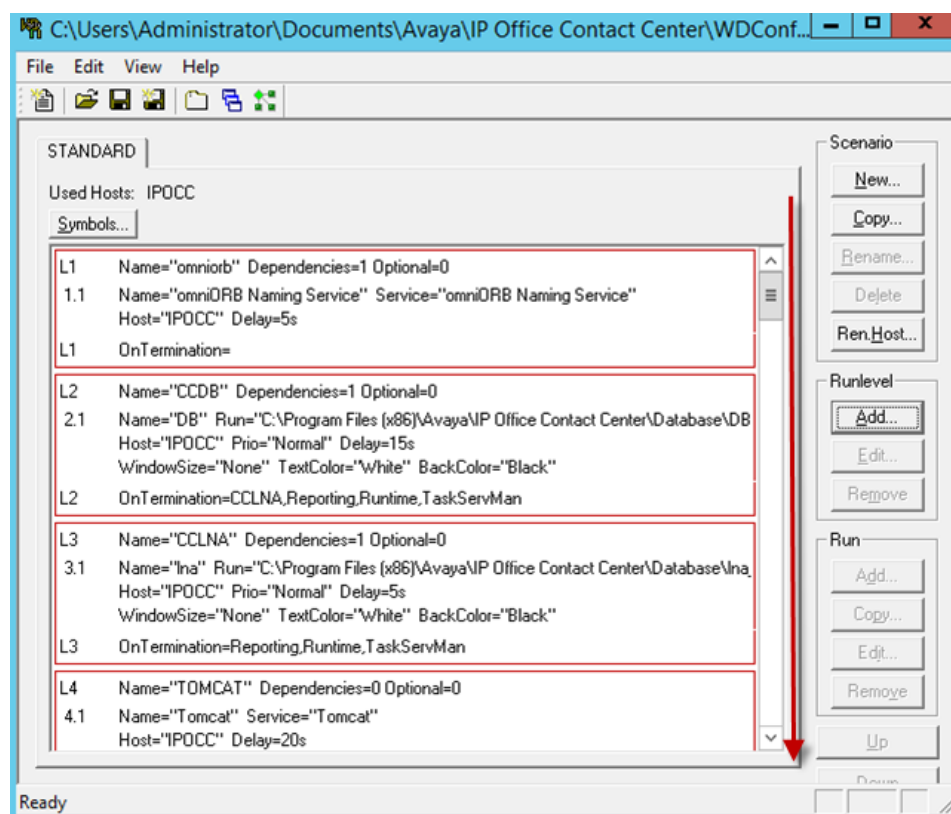 C:\Users\Administrator\Documents\Avaya\IP Office Contact Center\WDConf...
File Edit View Help
STANDARD
Used Hosts: IPOCC
Symbols...
L1 Name="omniorb" Dependencies=1 Optional=0
1.1 Name="omniORB Naming Service" Service="omniORB Naming Service"
Host="IPOCC" Delay=5s
L1 OnTermination=
L2 Name="CCDB" Dependencies=1 Optional=0
2.1 Name="DB" Run="C:\Program Files (x86)\Avaya\IP Office Contact Center\Database\DB
Host="IPOCC" Prio="Normal" Delay=15s
WindowSize="None" TextColor="White" BackColor="Black"
L2 OnTermination=CCLNA,Reporting,Runtime,TaskServMan
L3 Name="CCLNA" Dependencies=1 Optional=0
3.1 Name="lna" Run="C:\Program Files (x86)\Avaya\IP Office Contact Center\Database\lna_
Host="IPOCC" Prio="Normal" Delay=5s
WindowSize="None" TextColor="White" BackColor="Black"
L3 OnTermination=Reporting,Runtime,TaskServMan
L4 Name="TOMCAT" Dependencies=0 Optional=0
4.1 Name="Tomcat" Service="Tomcat"
Host="IPOCC" Delay=20s
Scenario
New...
Copy...
Rename...
Delete
Ren.Host...
Runlevel
Add...
Edit...
Remove
Run
Add...
Copy...
Edit...
Remove
Up
Down
Ready